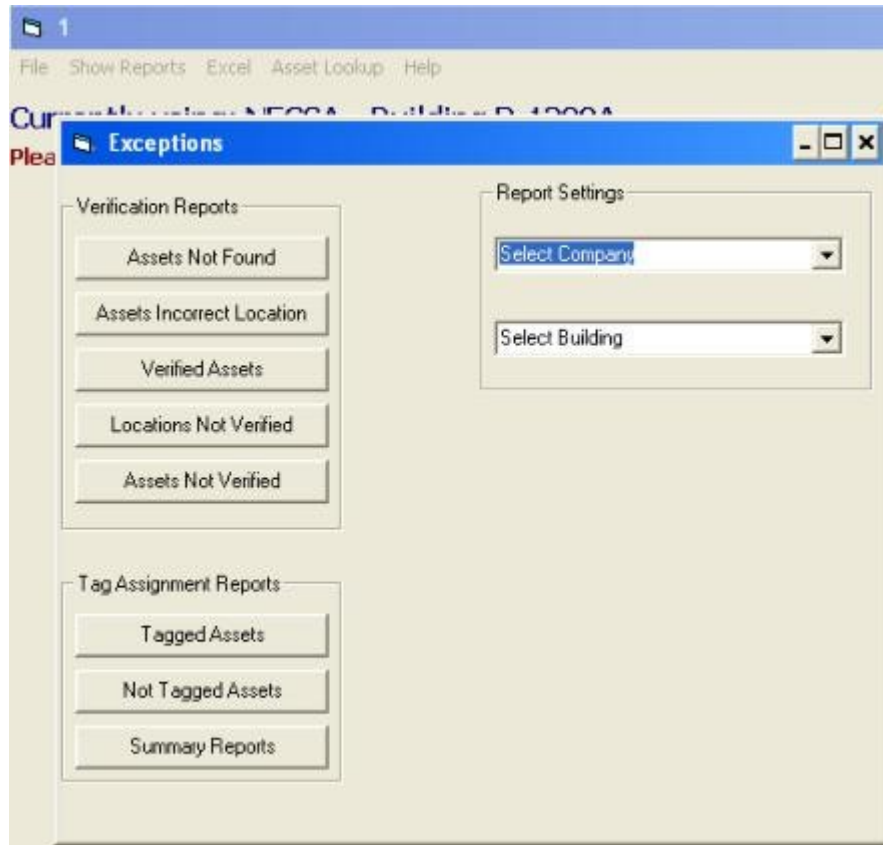 1
File Show Reports Excel Asset Lookup Help
Exceptions
Verification Reports
Assets Not Found
Assets Incorrect Location
Verified Assets
Locations Not Verified
Assets Not Verified
Report Settings
Select Company
Select Building
Tag Assignment Reports
Tagged Assets
Not Tagged Assets
Summary Reports